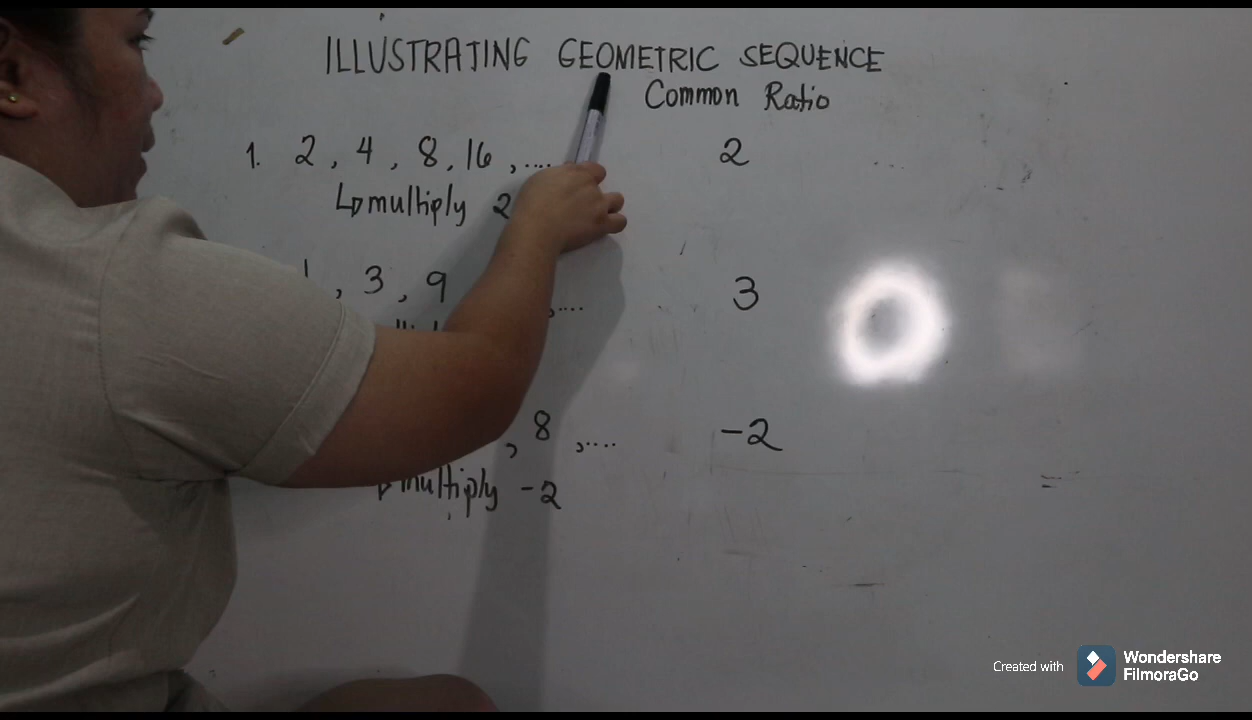 ILLUSTRATING GEOMETRIC SEQUENCE
Common Ratio
1. 2, 4, 8, 16, .... 2
multiply 2
1, 3, 9 ,.... 3
, 8, .... -2
multiply -2
Created with Wondershare FilmoraGo